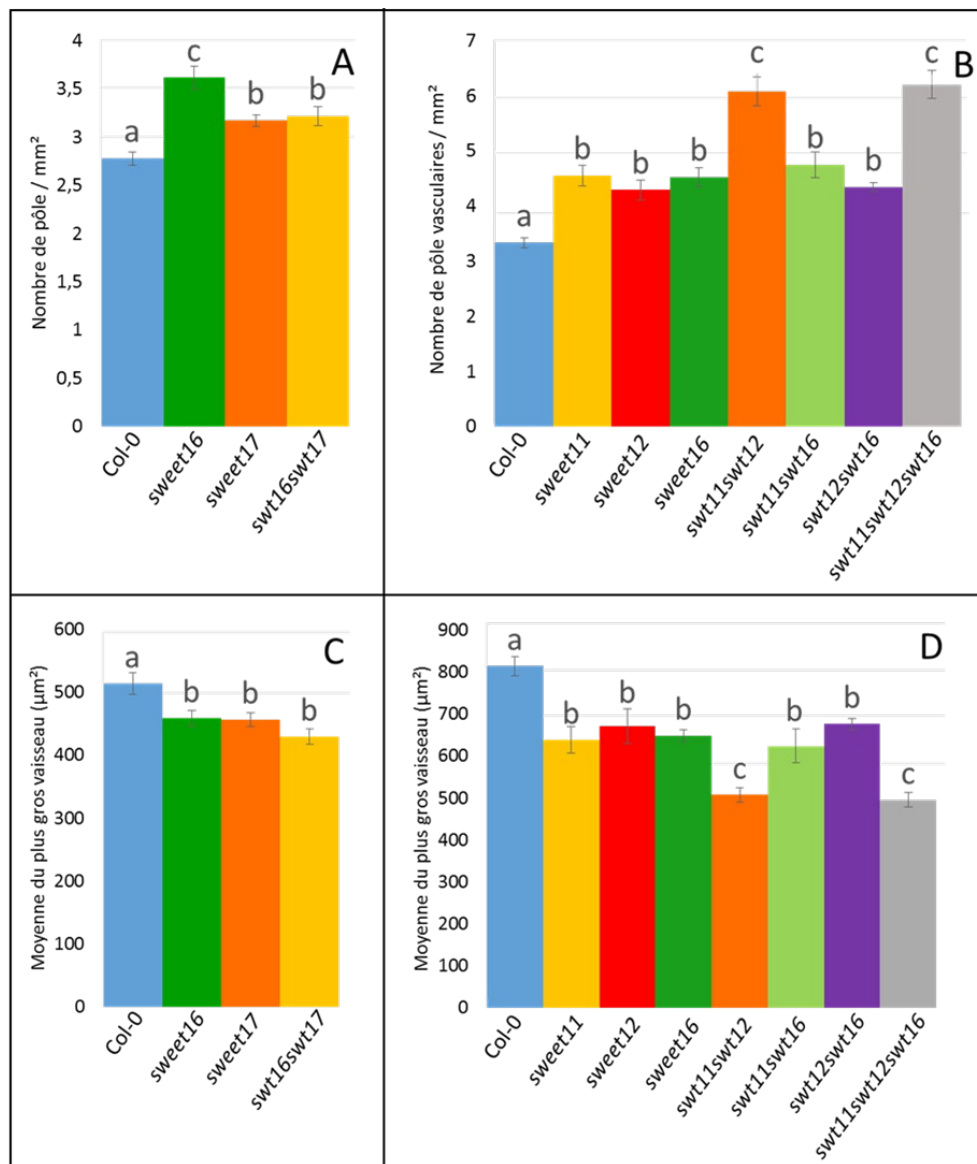 A
Nombre de pôle / mm²
4
3,5
3
2,5
2
1,5
1
0,5
0
a
c
b
b
Col-0
sweet16
sweet17
swt16swt17
B
Nombre de pôle vasculaires / mm²
7
6
5
4
3
2
1
0
a
b
b
b
c
b
b
c
Col-0
sweet11
sweet12
sweet16
swt11swt12
swt11swt16
swt12swt16
swt11swt12swt16
C
Moyenne du plus gros vaisseau (µm²)
600
500
400
300
200
100
0
a
b
b
b
Col-0
sweet16
sweet17
swt16swt17
D
Moyenne du plus gros vaisseau (µm²)
900
800
700
600
500
400
300
200
100
0
a
b
b
b
c
b
b
c
Col-0
sweet11
sweet12
sweet16
swt11swt12
swt11swt16
swt12swt16
swt11swt12swt16